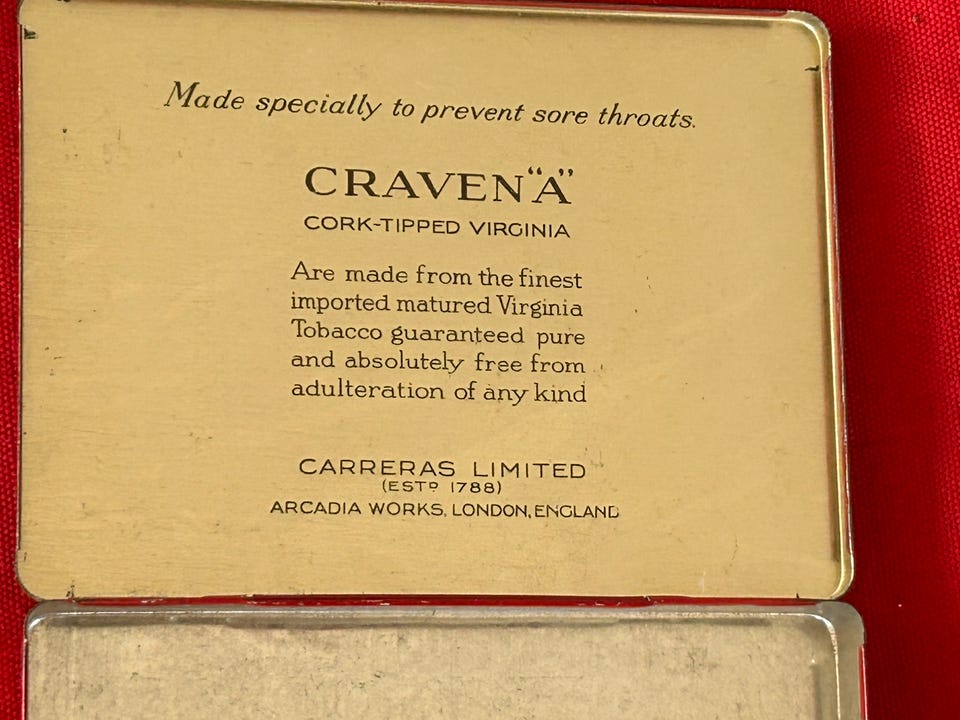 Made specially to prevent sore throats.
CRAVEN "A"
CORK-TIPPED VIRGINIA
Are made from the finest
imported matured Virginia
Tobacco guaranteed pure
and absolutely free from
adulteration of any kind
CARRERAS LIMITED
(ESTD 1788)
ARCADIA WORKS, LONDON, ENGLAND